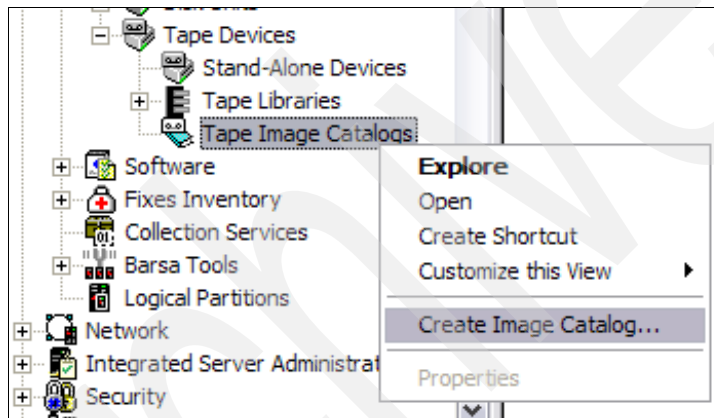 Tape Devices
Stand-Alone Devices
Tape Libraries
Tape Image Catalogs
Software
Fixes Inventory
Collection Services
Barsa Tools
Logical Partitions
Network
Integrated Server Administrat
Security
Explore
Open
Create Shortcut
Customize this View
Create Image Catalog...
Properties